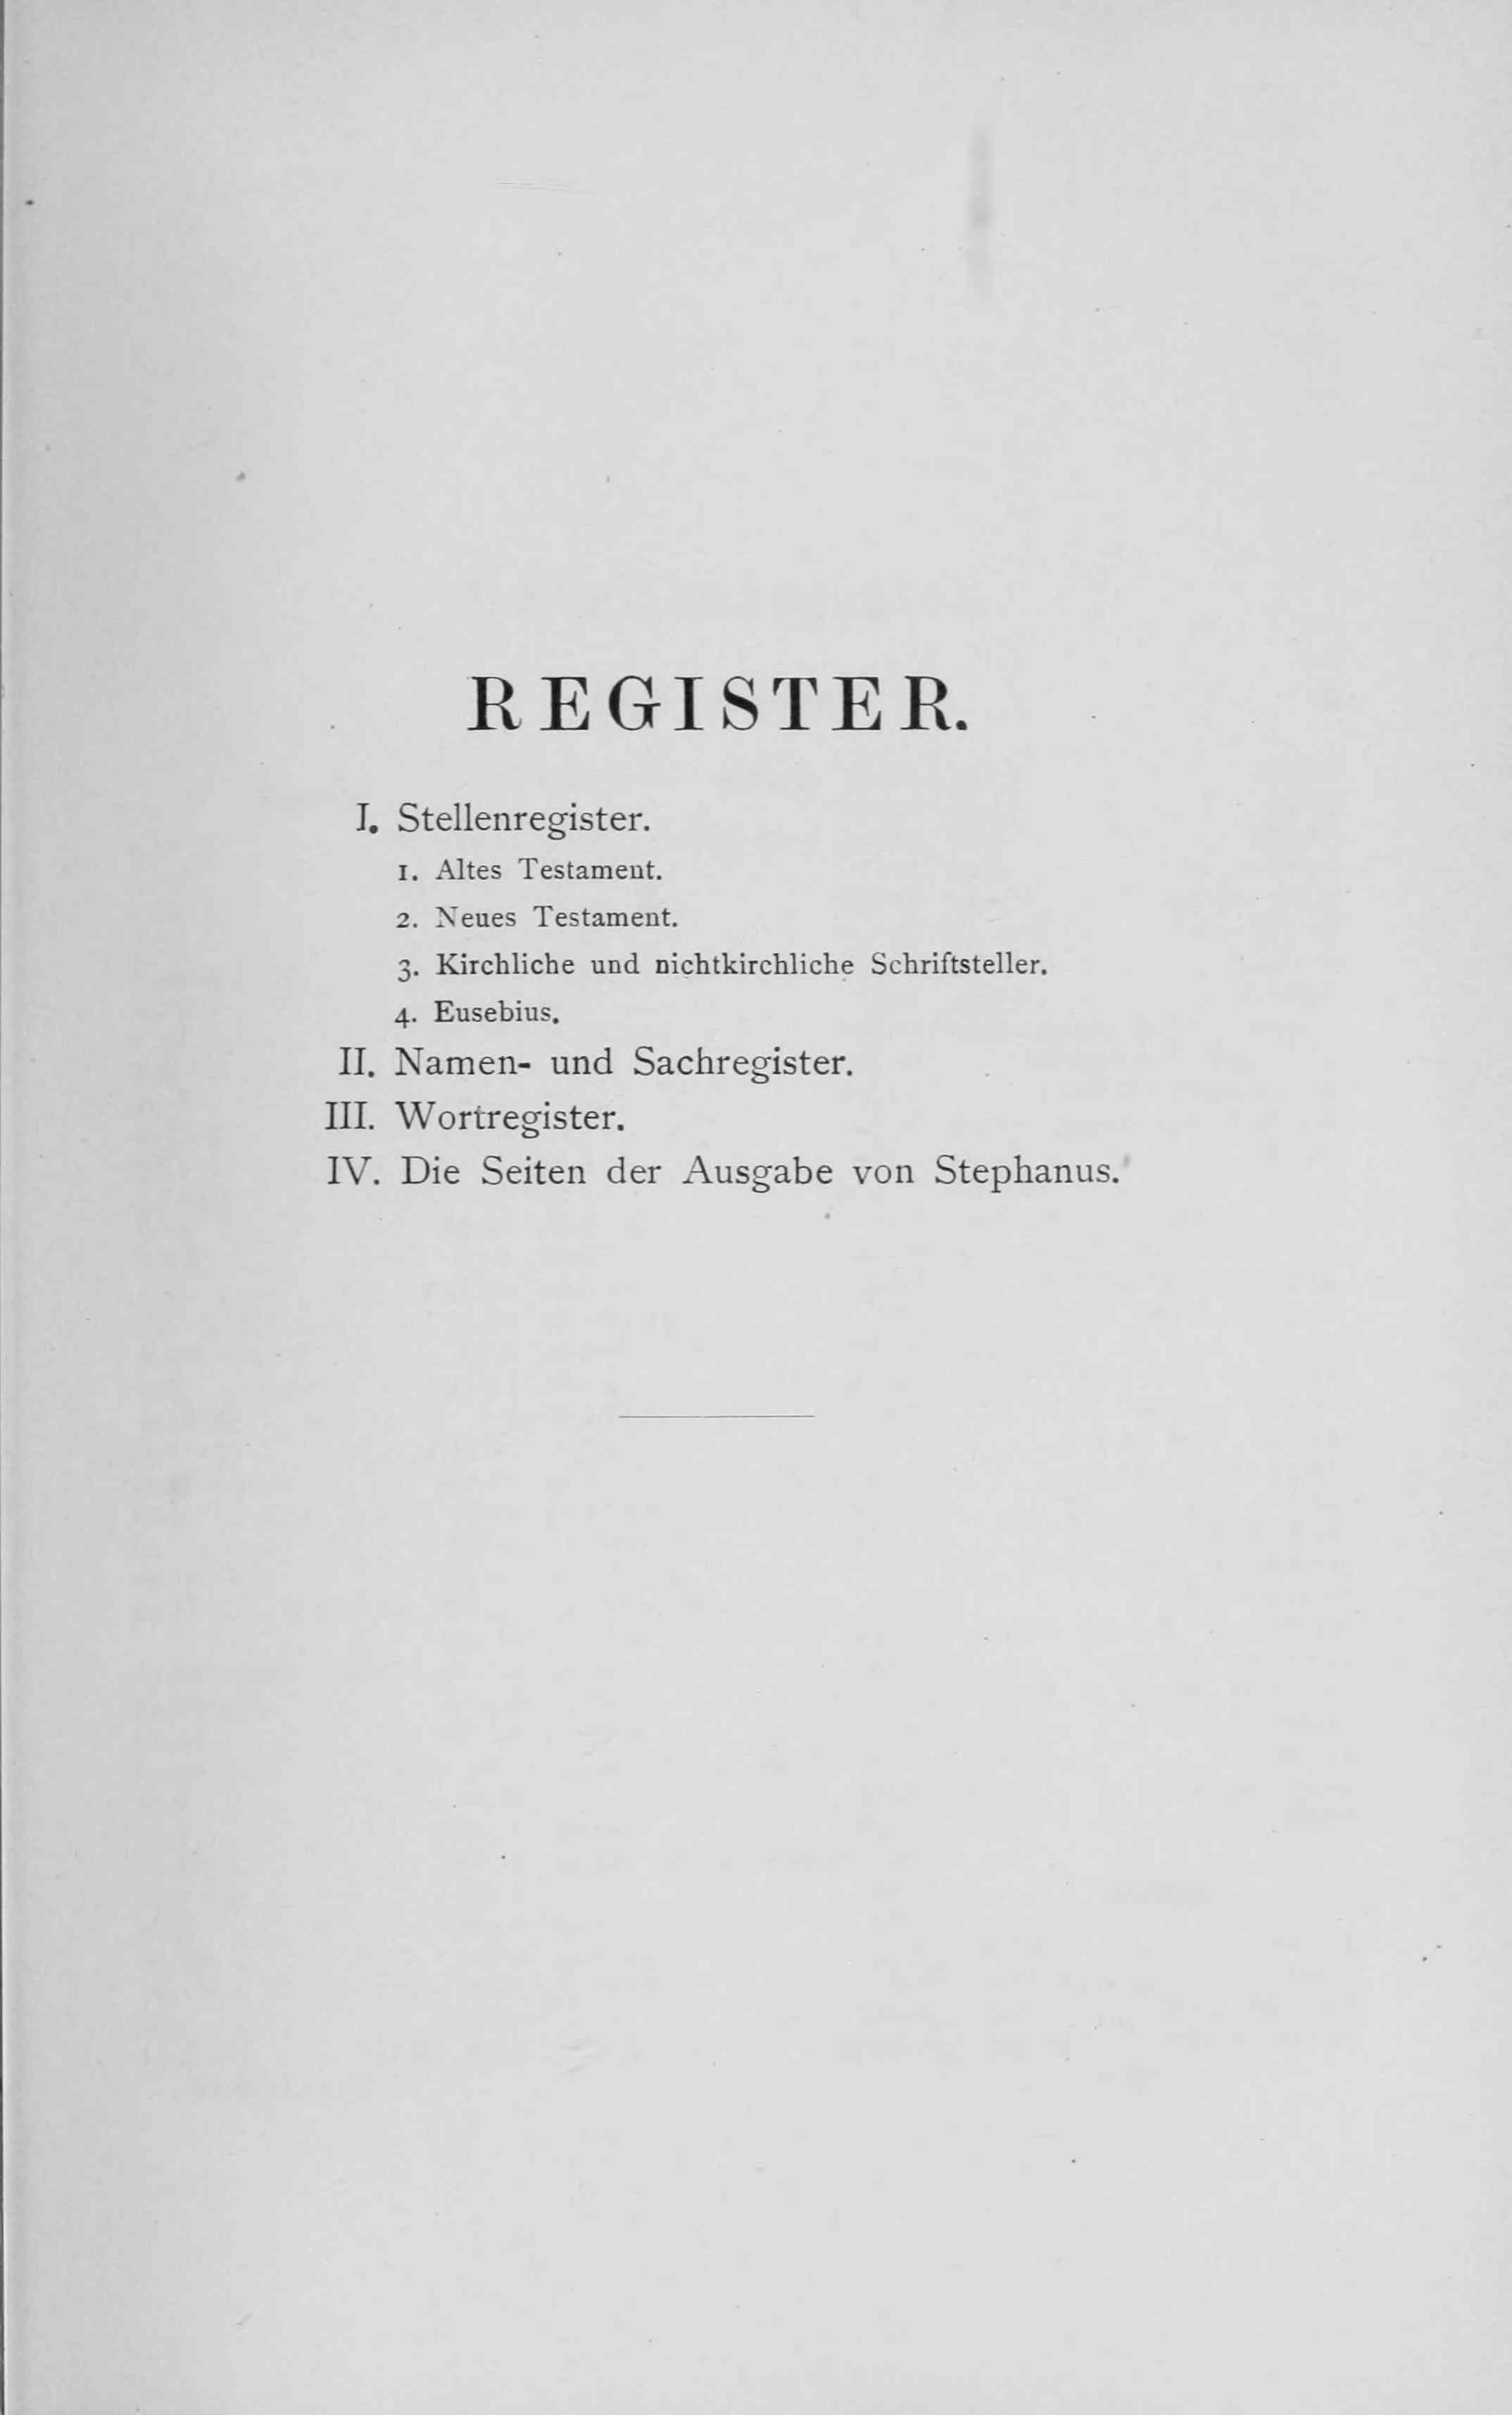 REGISTER.
I. Stellenregister.
1. Altes Testament.
2. Neues Testament.
3. Kirchliche und nichtkirchliche Schriftsteller.
4. Eusebius.
II. Namen- und Sachregister.
III. Wortregister.
IV. Die Seiten der Ausgabe von Stephanus.